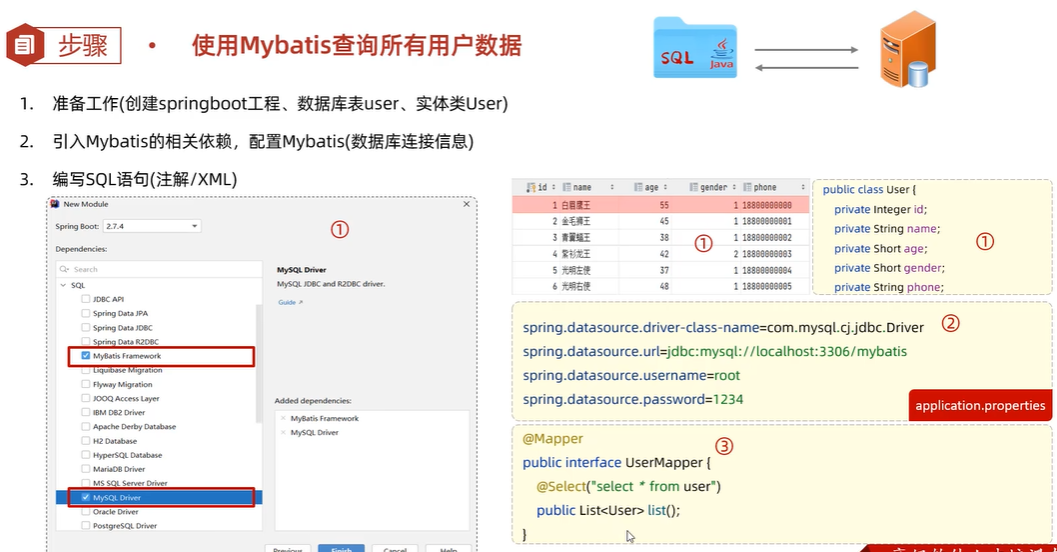 步骤
使用Mybatis查询所有用户数据
SQL
Java
1. 准备工作(创建springboot工程、数据库表user、实体类User)
2. 引入Mybatis的相关依赖，配置Mybatis(数据库连接信息)
3. 编写SQL语句(注解/XML)
New Module
Spring Boot: 2.7.4
①
Dependencies:
Search
SQL
JDBC API
Spring Data JPA
Spring Data JDBC
Spring Data R2DBC
MyBatis Framework
Liquibase Migration
Flyway Migration
JOOQ Access Layer
IBM DB2 Driver
Apache Derby Database
H2 Database
HyperSQL Database
MariaDB Driver
MS SQL Server Driver
MySQL Driver
Oracle Driver
PostgreSQL Driver
MySQL Driver
MySQL JDBC and R2DBC driver.
Guide
Added dependencies:
MyBatis Framework
MySQL Driver
Previous Finish Cancel Help
id name age gender phone
1 白眉鹰王 55 1 18800000000
2 金毛狮王 45 1 18800000001
3 青翼蝠王 38 1 18800000002
4 紫衫龙王 42 2 18800000003
5 光明左使 37 1 18800000004
6 光明右使 48 1 18800000005
①
public class User {
private Integer id;
private String name;
private Short age;
private Short gender;
private String phone;
①
spring.datasource.driver-class-name=com.mysql.cj.jdbc.Driver
②
spring.datasource.url=jdbc:mysql://localhost:3306/mybatis
spring.datasource.username=root
spring.datasource.password=1234
application.properties
@Mapper
③
public interface UserMapper {
@Select("select * from user")
public List<User> list();
}